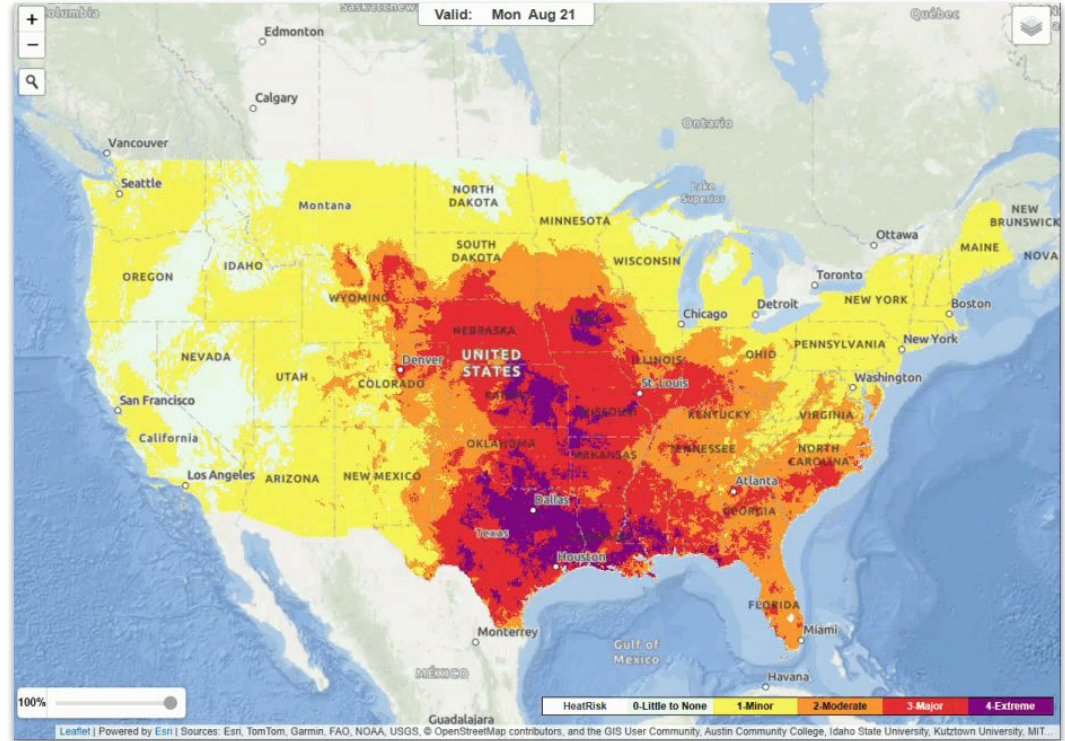 +
−
Valid: Mon Aug 21
Columbia
Edmonton
Calgary
Québec
Ontario
Vancouver
Seattle
Montana
NORTH
DAKOTA
Lake
Superior
MINNESOTA
Ottawa
NEW
BRUNSWICK
MAINE
NOVA
OREGON
IDAHO
SOUTH
DAKOTA
WISCONSIN
Toronto
WYOMING
Detroit
NEW YORK
Boston
Chicago
NEBRASKA
NEVADA
UTAH
Denver
COLORADO
UNITED
STATES
ILLINOIS
OHIO
PENNSYLVANIA
New York
San Francisco
California
St. Louis
Washington
MISSOURI
KENTUCKY
VIRGINIA
Los Angeles
ARIZONA
NEW MEXICO
OKLAHOMA
ARKANSAS
TENNESSEE
NORTH
CAROLINA
Atlanta
GEORGIA
Dallas
Texas
Houston
FLORIDA
Miami
Monterrey
Gulf of
Mexico
MÉXICO
Havana
Guadalajara
100%
HeatRisk 0-Little to None 1-Minor 2-Moderate 3-Major 4-Extreme
Leaflet | Powered by Esri | Sources: Esri, TomTom, Garmin, FAO, NOAA, USGS, © OpenStreetMap contributors, and the GIS User Community, Austin Community College, Idaho State University, Kutztown University, MIT...